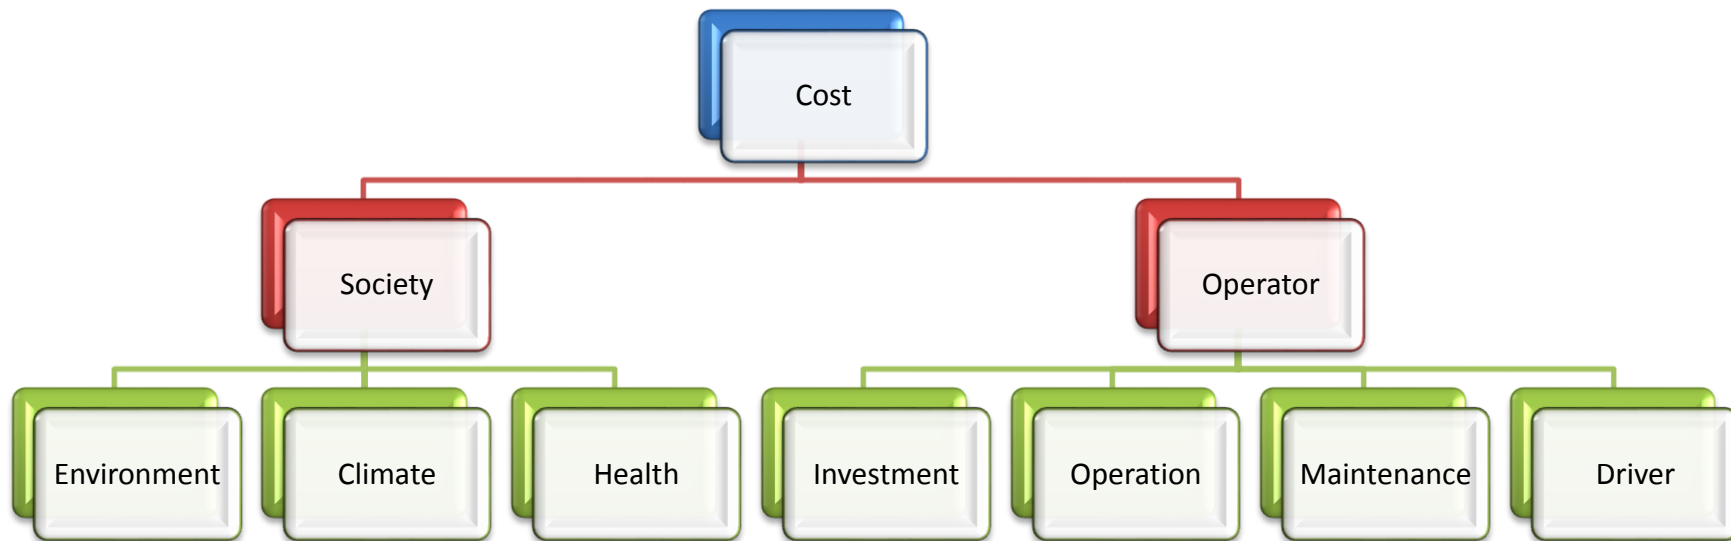 Cost
Society
Operator
Environment
Climate
Health
Investment
Operation
Maintenance
Driver